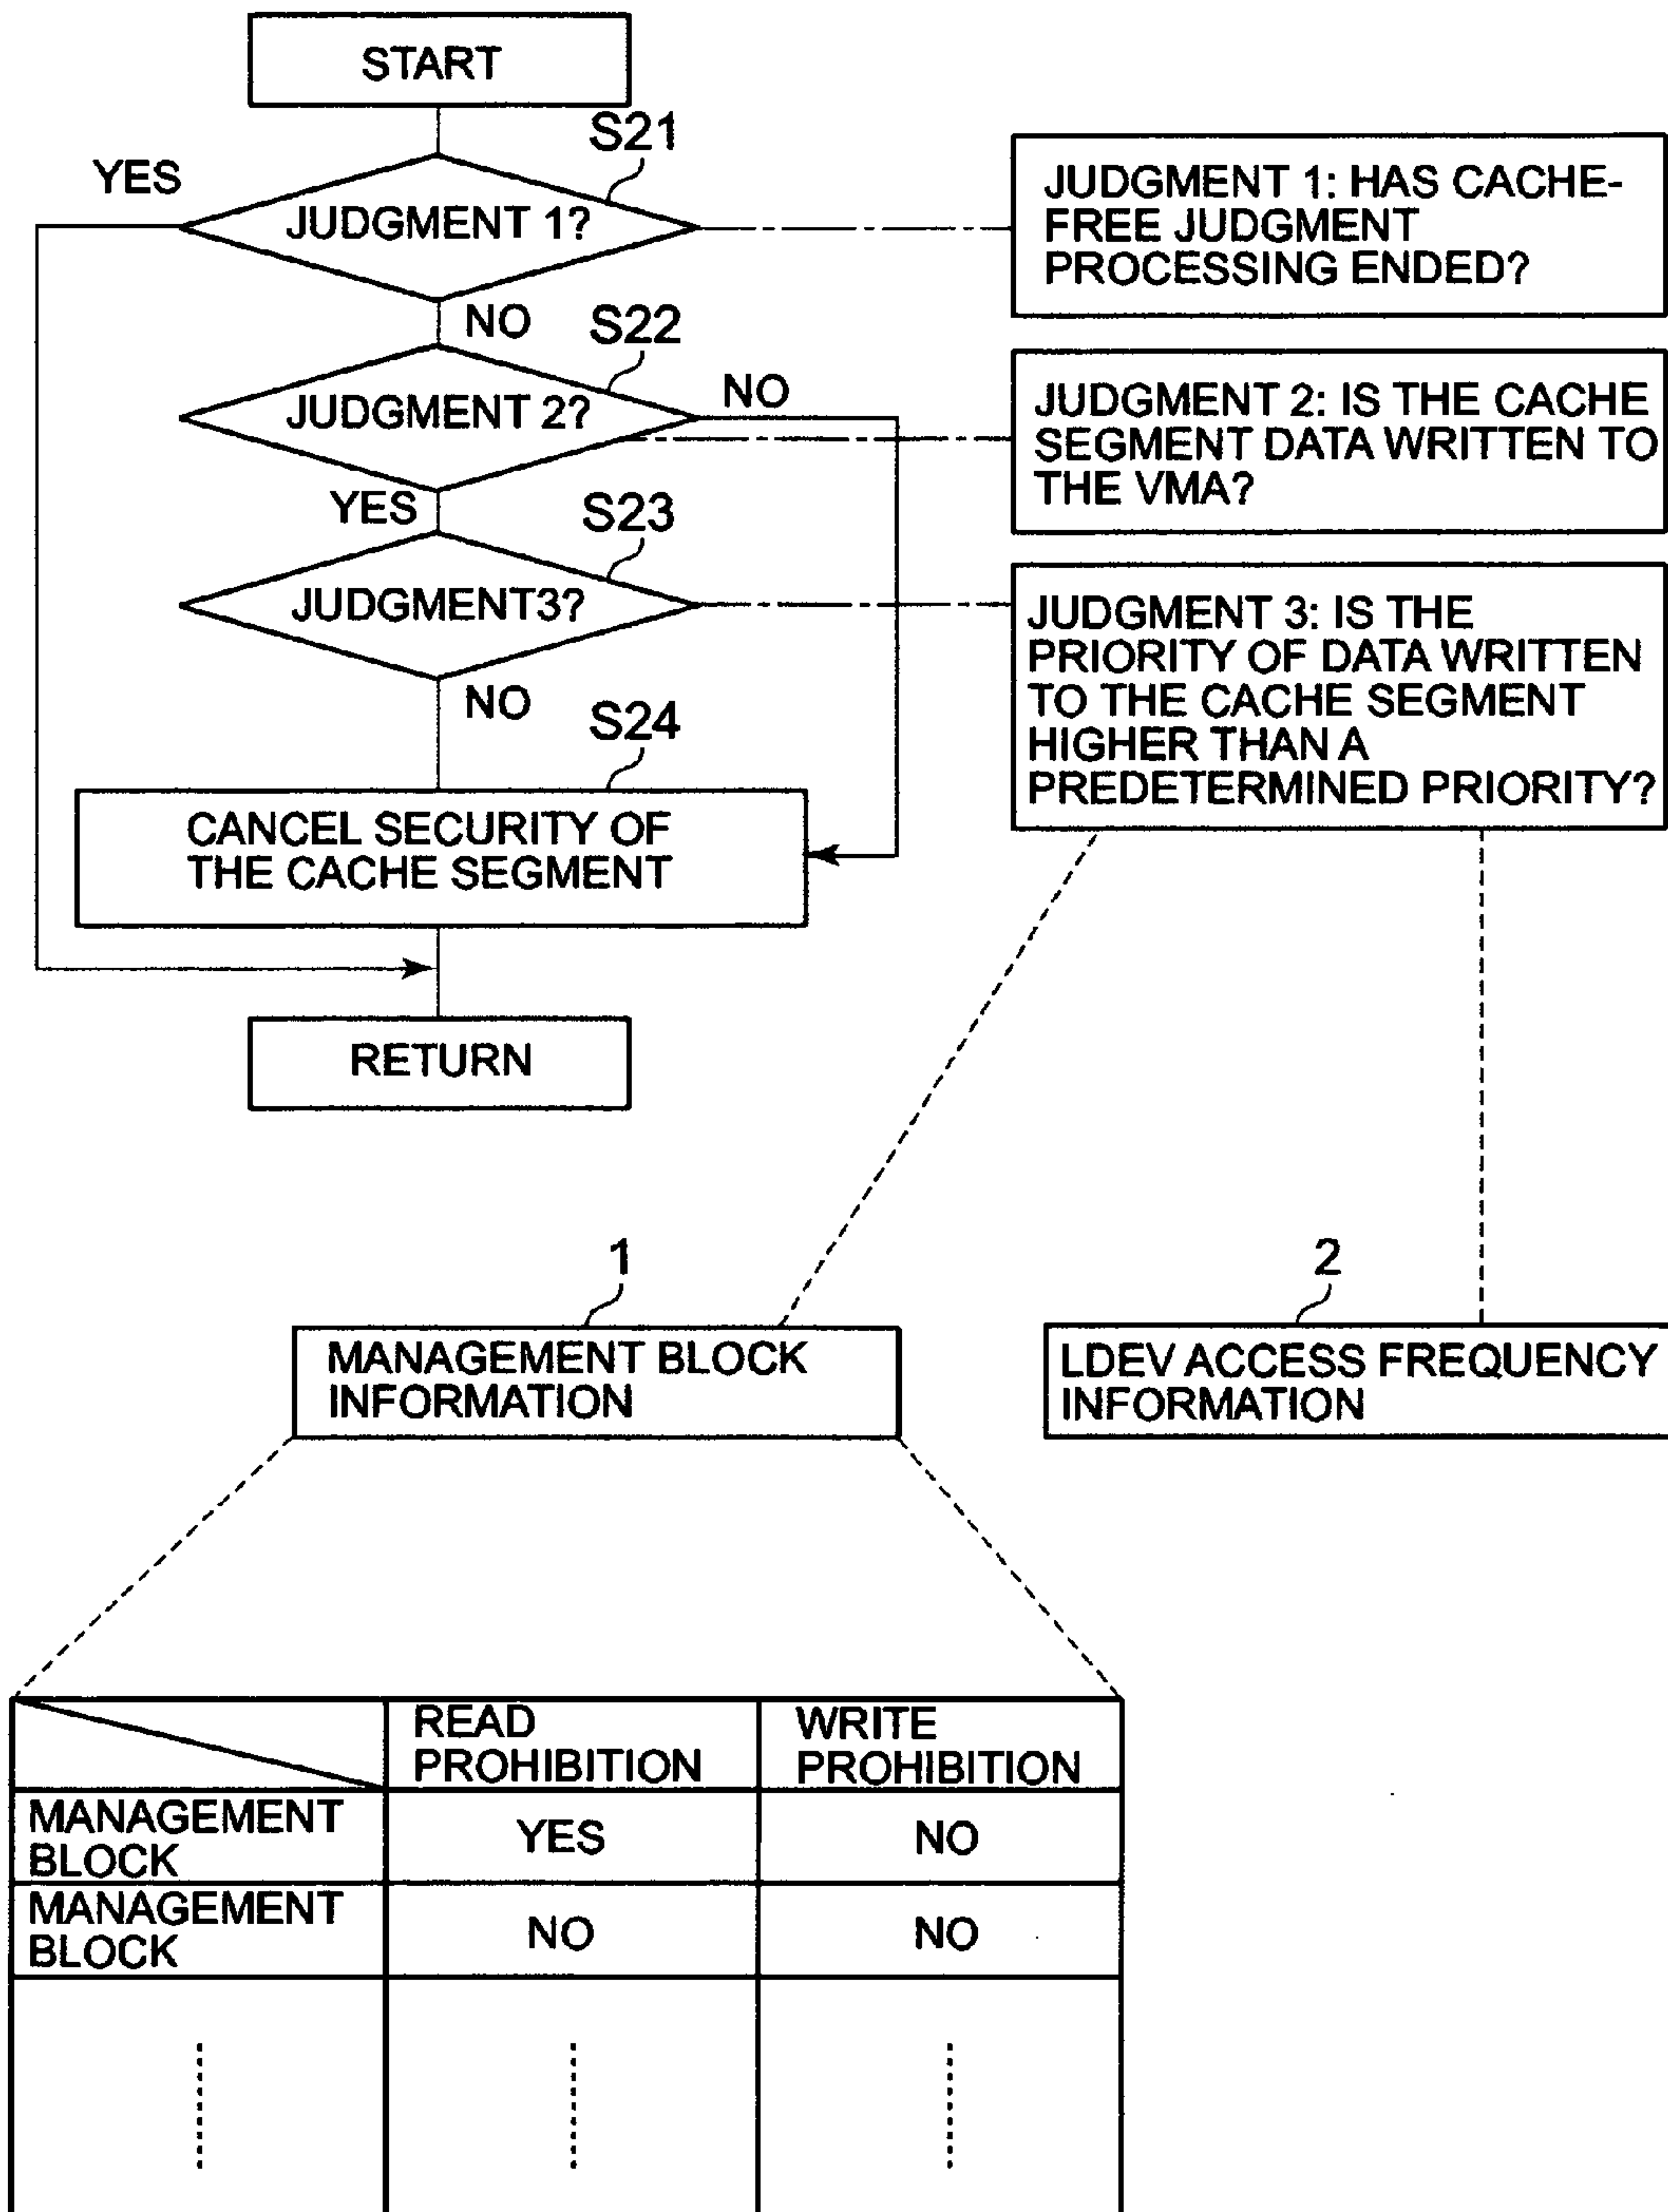 START
S21
YES
JUDGMENT 1?
JUDGMENT 1: HAS CACHE-
FREE JUDGMENT
PROCESSING ENDED?
NO
S22
JUDGMENT 2?
NO
JUDGMENT 2: IS THE CACHE
SEGMENT DATA WRITTEN TO
THE VMA?
YES
S23
JUDGMENT3?
JUDGMENT 3: IS THE
PRIORITY OF DATA WRITTEN
TO THE CACHE SEGMENT
HIGHER THAN A
PREDETERMINED PRIORITY?
NO
S24
CANCEL SECURITY OF
THE CACHE SEGMENT
RETURN
1
MANAGEMENT BLOCK
INFORMATION
2
LDEV ACCESS FREQUENCY
INFORMATION
READ
PROHIBITION
WRITE
PROHIBITION
MANAGEMENT
BLOCK
YES
NO
MANAGEMENT
BLOCK
NO
NO